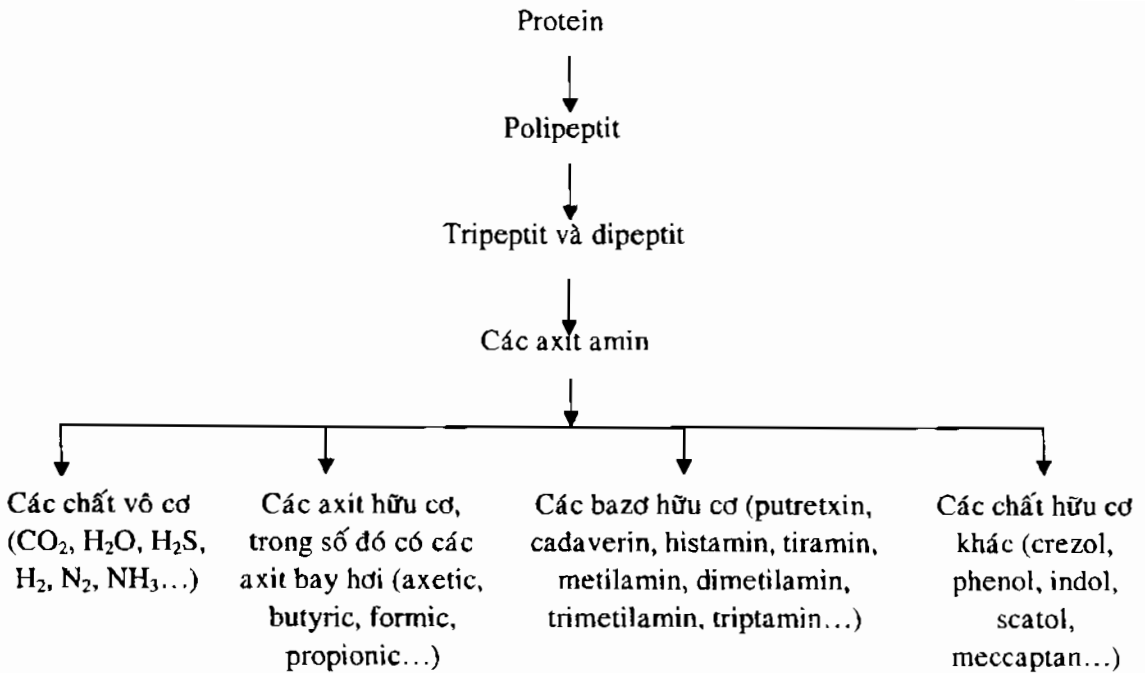 Protein
Polipeptit
Tripeptit và dipeptit
Các axit amin
Các chất vô cơ
(CO₂, H₂O, H₂S,
H₂, N₂, NH₃...)
Các axit hữu cơ,
trong số đó có các
axit bay hơi (axetic,
butyric, formic,
propionic...)
Các bazơ hữu cơ (putretxin,
cadaverin, histamin, tiramin,
metilamin, dimetilamin,
trimetilamin, triptamin...)
Các chất hữu cơ
khác (crezol,
phenol, indol,
scatol,
meccaptan...)